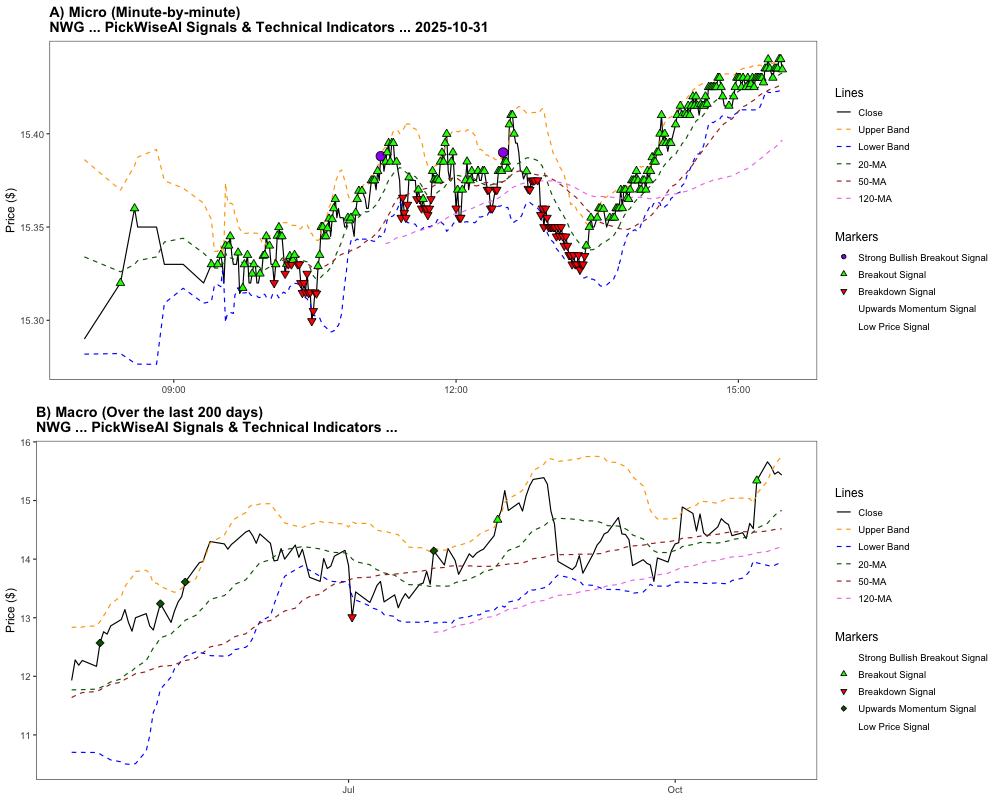 A) Micro (Minute-by-minute)
NWG ... PickWiseAI Signals & Technical Indicators ... 2025-10-31
Price ($)
15.40
15.35
15.30
09:00
12:00
15:00
Lines
Close
Upper Band
Lower Band
20-MA
50-MA
120-MA
Markers
Strong Bullish Breakout Signal
Breakout Signal
Breakdown Signal
Upwards Momentum Signal
Low Price Signal
B) Macro (Over the last 200 days)
NWG ... PickWiseAI Signals & Technical Indicators ...
Price ($)
16
15
14
13
12
11
Jul
Oct
Lines
Close
Upper Band
Lower Band
20-MA
50-MA
120-MA
Markers
Strong Bullish Breakout Signal
Breakout Signal
Breakdown Signal
Upwards Momentum Signal
Low Price Signal